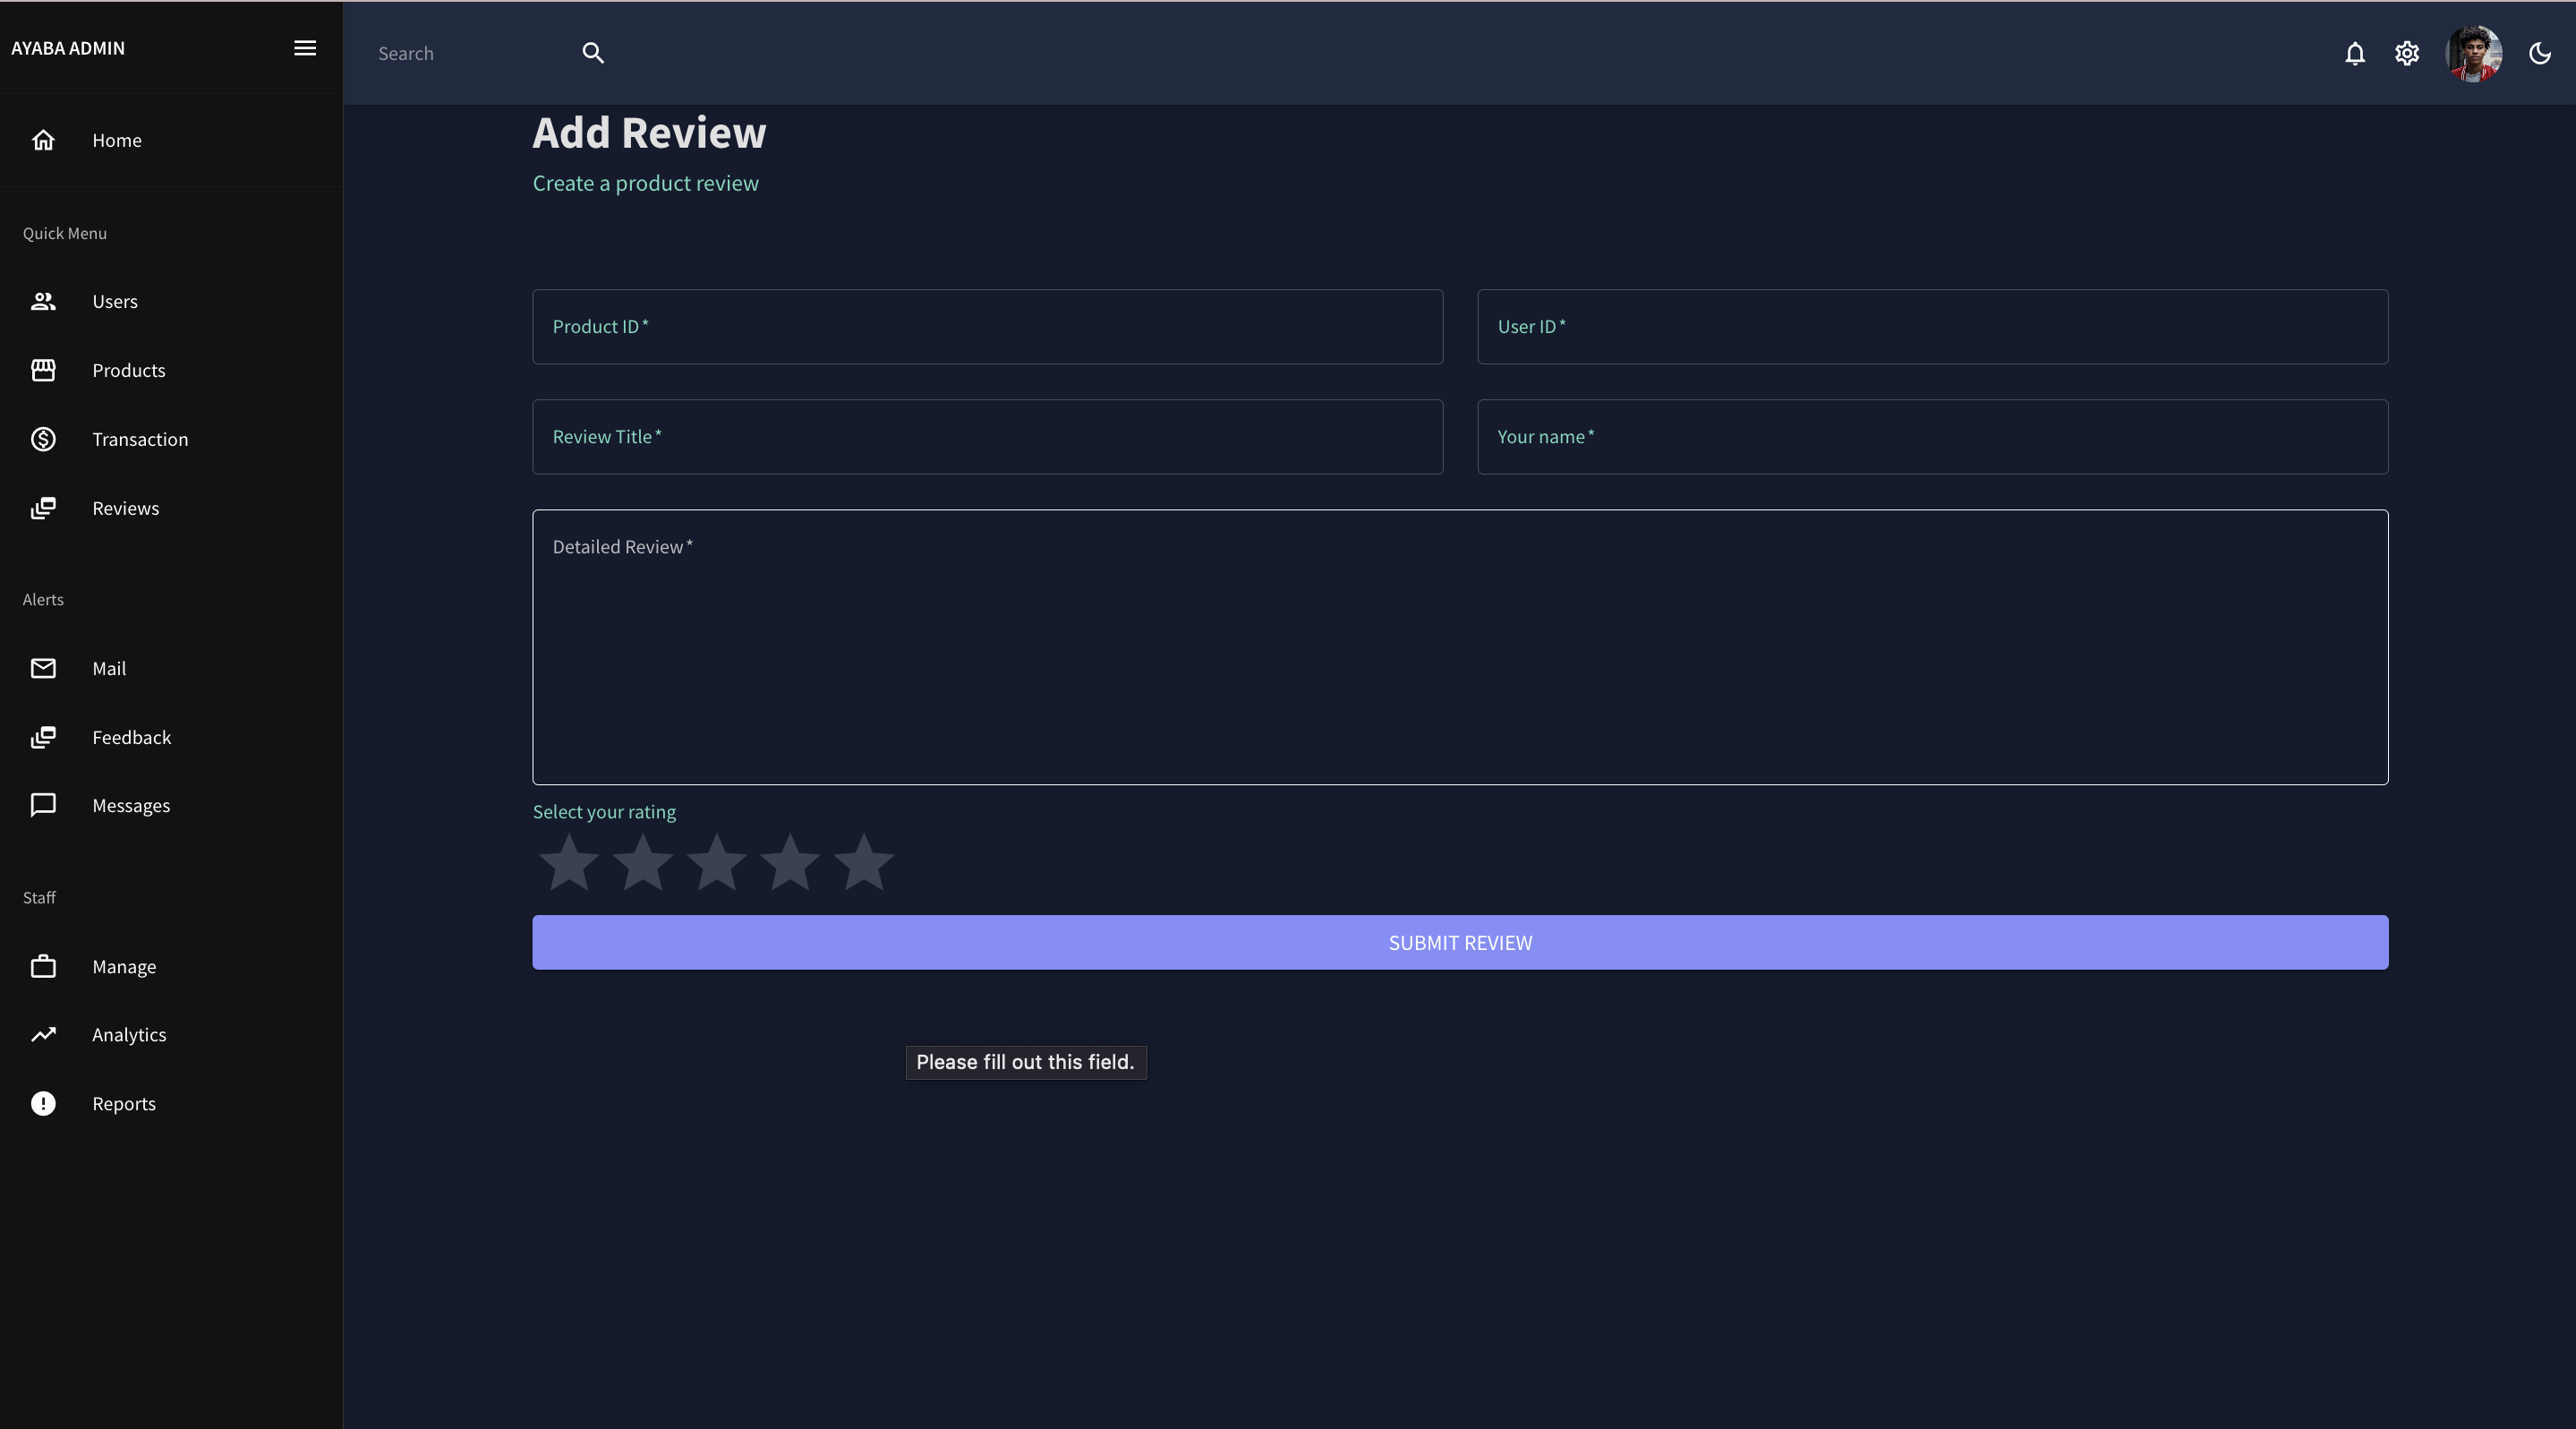 AYABA ADMIN
Search
Home
Quick Menu
Users
Products
Transaction
Reviews
Alerts
Mail
Feedback
Messages
Staff
Manage
Analytics
Reports
Add Review
Create a product review
Product ID *
User ID *
Review Title *
Your name *
Detailed Review *
Select your rating
SUBMIT REVIEW
Please fill out this field.